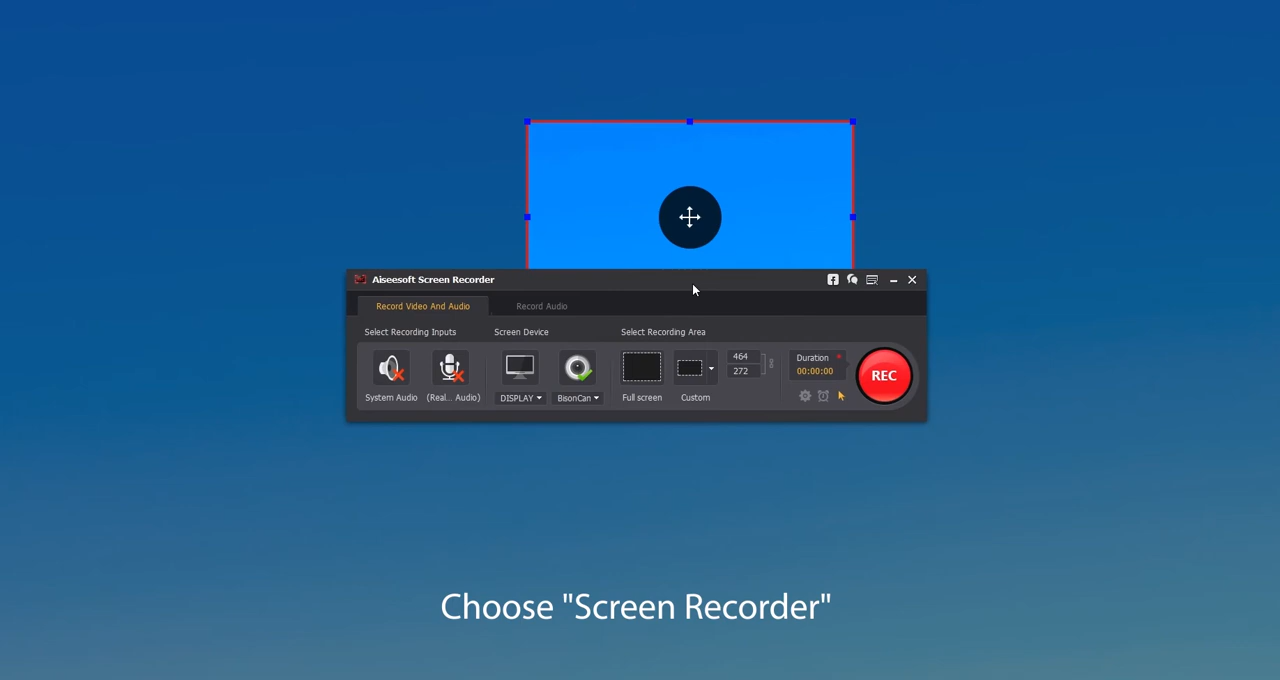 Aiseesoft Screen Recorder
Record Video And Audio
Record Audio
Select Recording Inputs
Screen Device
Select Recording Area
464
272
Duration
00:00:00
REC
System Audio
(Real... Audio)
DISPLAY
BisonCan
Full screen
Custom
Choose "Screen Recorder"